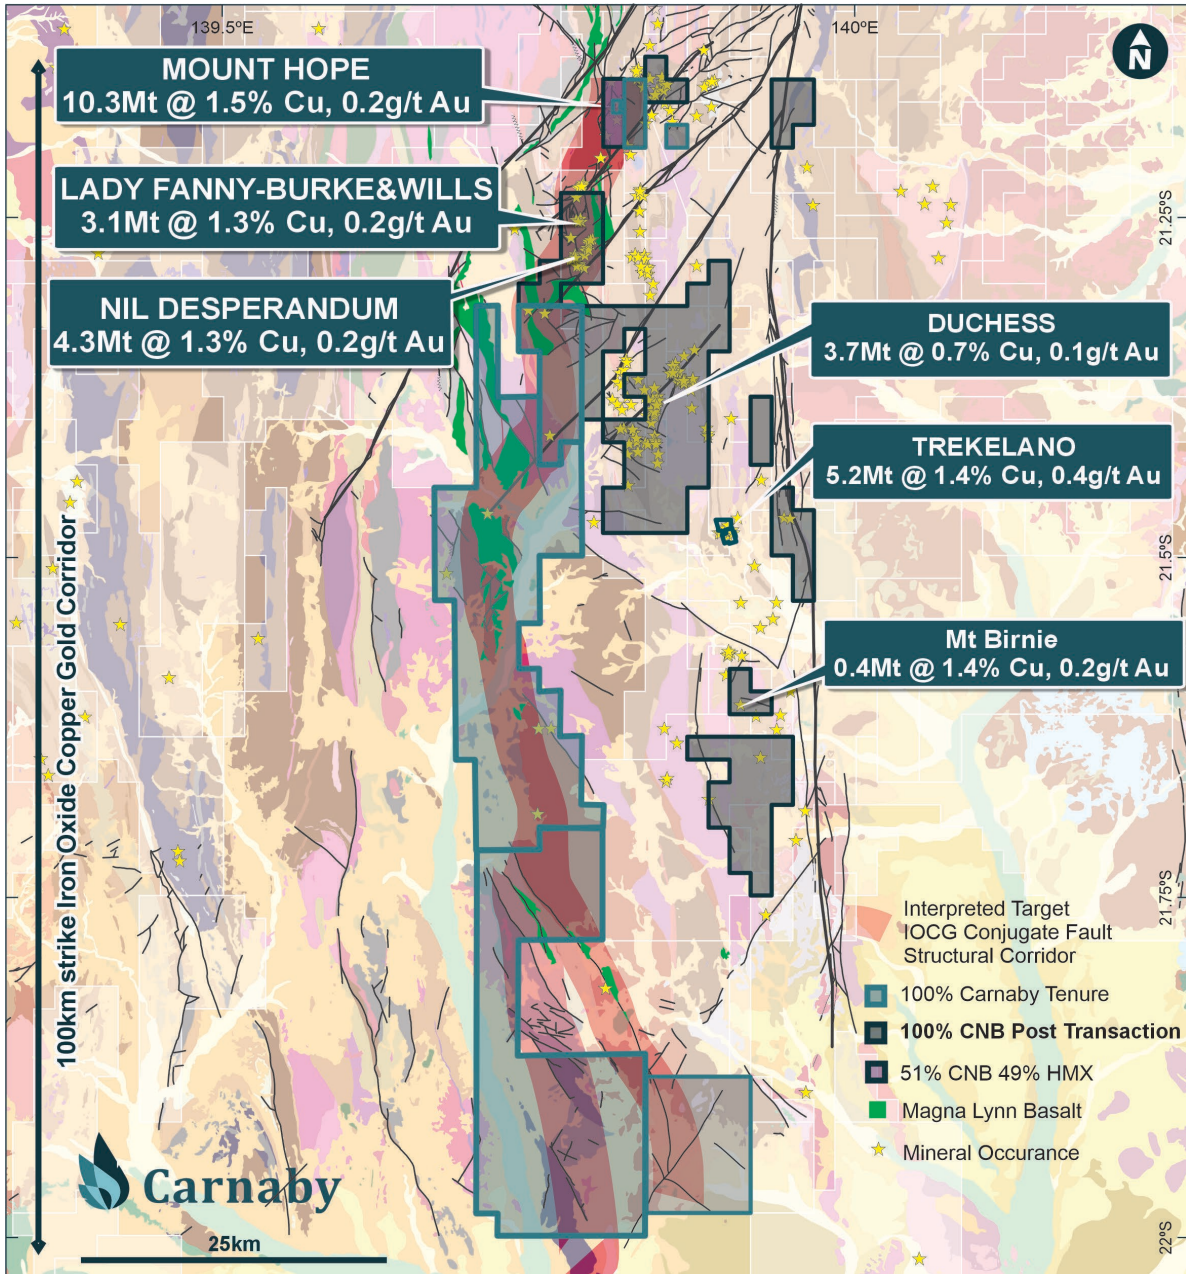 139.5°
140°
N
MOUNT HOPE
10.3Mt @ 1.5% Cu, 0.2g/t Au
LADY FANNY-BURKE&WILLS
3.1Mt @ 1.3% Cu, 0.2g/t Au
21.25°S
NIL DESPERANDUM
4.3Mt @ 1.3% Cu, 0.2g/t Au
DUCHESS
3.7Mt @ 0.7% Cu, 0.1g/t Au
TREKELANO
5.2Mt @ 1.4% Cu, 0.4g/t Au
21.5°S
Mt Birnie
0.4Mt @ 1.4% Cu, 0.2g/t Au
100km strike Iron Oxide Copper Gold Corridor
21.75°S
Interpreted Target
IOCG Conjugate Fault
Structural Corridor
100% Carnaby Tenure
100% CNB Post Transaction
51% CNB 49% HMX
Magna Lynn Basalt
Mineral Occurance
Carnaby
25km
22°S